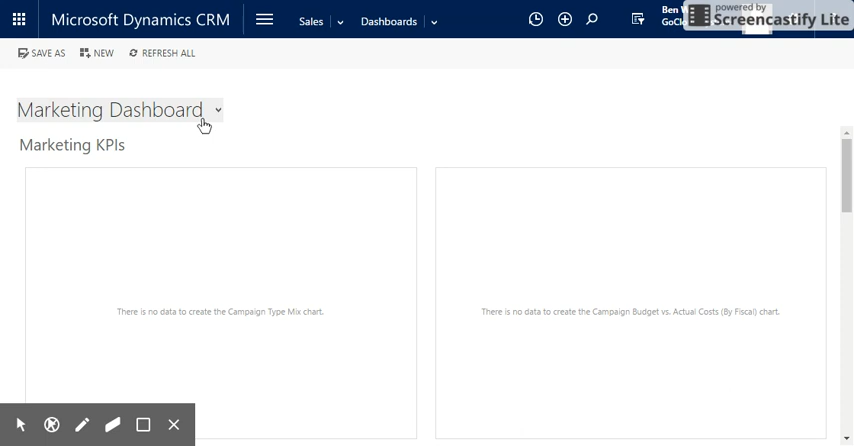 Microsoft Dynamics CRM
Sales
Dashboards
Ben
GoClo
powered by
Screencastify Lite
SAVE AS
NEW
REFRESH ALL
Marketing Dashboard
Marketing KPIs
There is no data to create the Campaign Type Mix chart.
There is no data to create the Campaign Budget vs. Actual Costs (By Fiscal) chart.